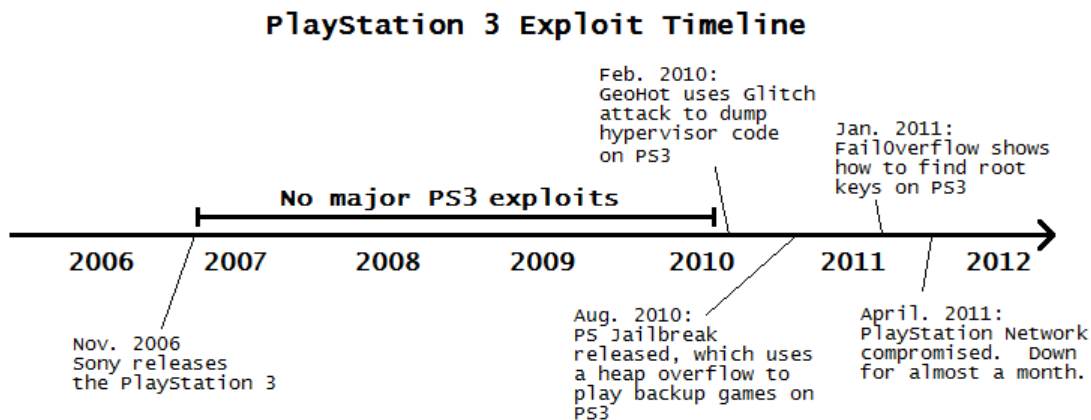 PlayStation 3 Exploit Timeline
Feb. 2010:
GeoHot uses Glitch
attack to dump
hypervisor code
on PS3
Jan. 2011:
Fail0verflow shows
how to find root
keys on PS3
No major PS3 exploits
2006
2007
2008
2009
2010
2011
2012
Nov. 2006
Sony releases
the PlayStation 3
Aug. 2010:
PS Jailbreak
released, which uses
a heap overflow to
play backup games on
PS3
April. 2011:
PlayStation Network
compromised. Down
for almost a month.